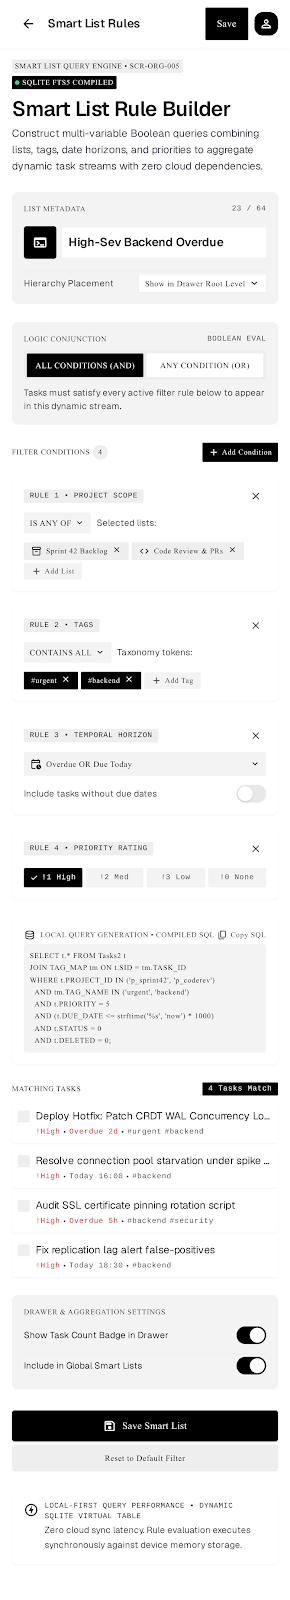 Smart List Rules
Save
SMART LIST QUERY ENGINE • SCR-ORG-005
SQLITE FTS5 COMPILED
Smart List Rule Builder
Construct multi-variable Boolean queries combining
lists, tags, date horizons, and priorities to aggregate
dynamic task streams with zero cloud dependencies.
LIST METADATA
23 / 64
High-Sev Backend Overdue
Hierarchy Placement
Show in Drawer Root Level
LOGIC CONJUNCTION
BOOLEAN EVAL
ALL CONDITIONS (AND)
ANY CONDITION (OR)
Tasks must satisfy every active filter rule below to appear
in this dynamic stream.
FILTER CONDITIONS 4
Add Condition
RULE 1 • PROJECT SCOPE
IS ANY OF
Selected lists:
Sprint 42 Backlog
Code Review & PRs
Add List
RULE 2 • TAGS
CONTAINS ALL
Taxonomy tokens:
#urgent
#backend
Add Tag
RULE 3 • TEMPORAL HORIZON
Overdue OR Due Today
Include tasks without due dates
RULE 4 • PRIORITY RATING
!1 High
!2 Med
!3 Low
!0 None
LOCAL QUERY GENERATION • COMPILED SQL
Copy SQL
SELECT t.* FROM Tasks2 t
JOIN TAG_MAP tm ON t.SID = tm.TASK_ID
WHERE t.PROJECT_ID IN ('p_sprint42', 'p_coderev')
AND tm.TAG_NAME IN ('urgent', 'backend')
AND t.PRIORITY = 5
AND (t.DUE_DATE <= strftime('%s', 'now') * 1000)
AND t.STATUS = 0
AND t.DELETED = 0;
MATCHING TASKS
4 Tasks Match
Deploy Hotfix: Patch CRDT WAL Concurrency Lo...
!High • Overdue 2d • #urgent #backend
Resolve connection pool starvation under spike ...
!High • Today 16:00 • #backend
Audit SSL certificate pinning rotation script
!High • Overdue 5h • #backend #security
Fix replication lag alert false-positives
!High • Today 18:30 • #backend
DRAWER & AGGREGATION SETTINGS
Show Task Count Badge in Drawer
Include in Global Smart Lists
Save Smart List
Reset to Default Filter
LOCAL-FIRST QUERY PERFORMANCE • DYNAMIC
SQLITE VIRTUAL TABLE
Zero cloud sync latency. Rule evaluation executes
synchronously against device memory storage.